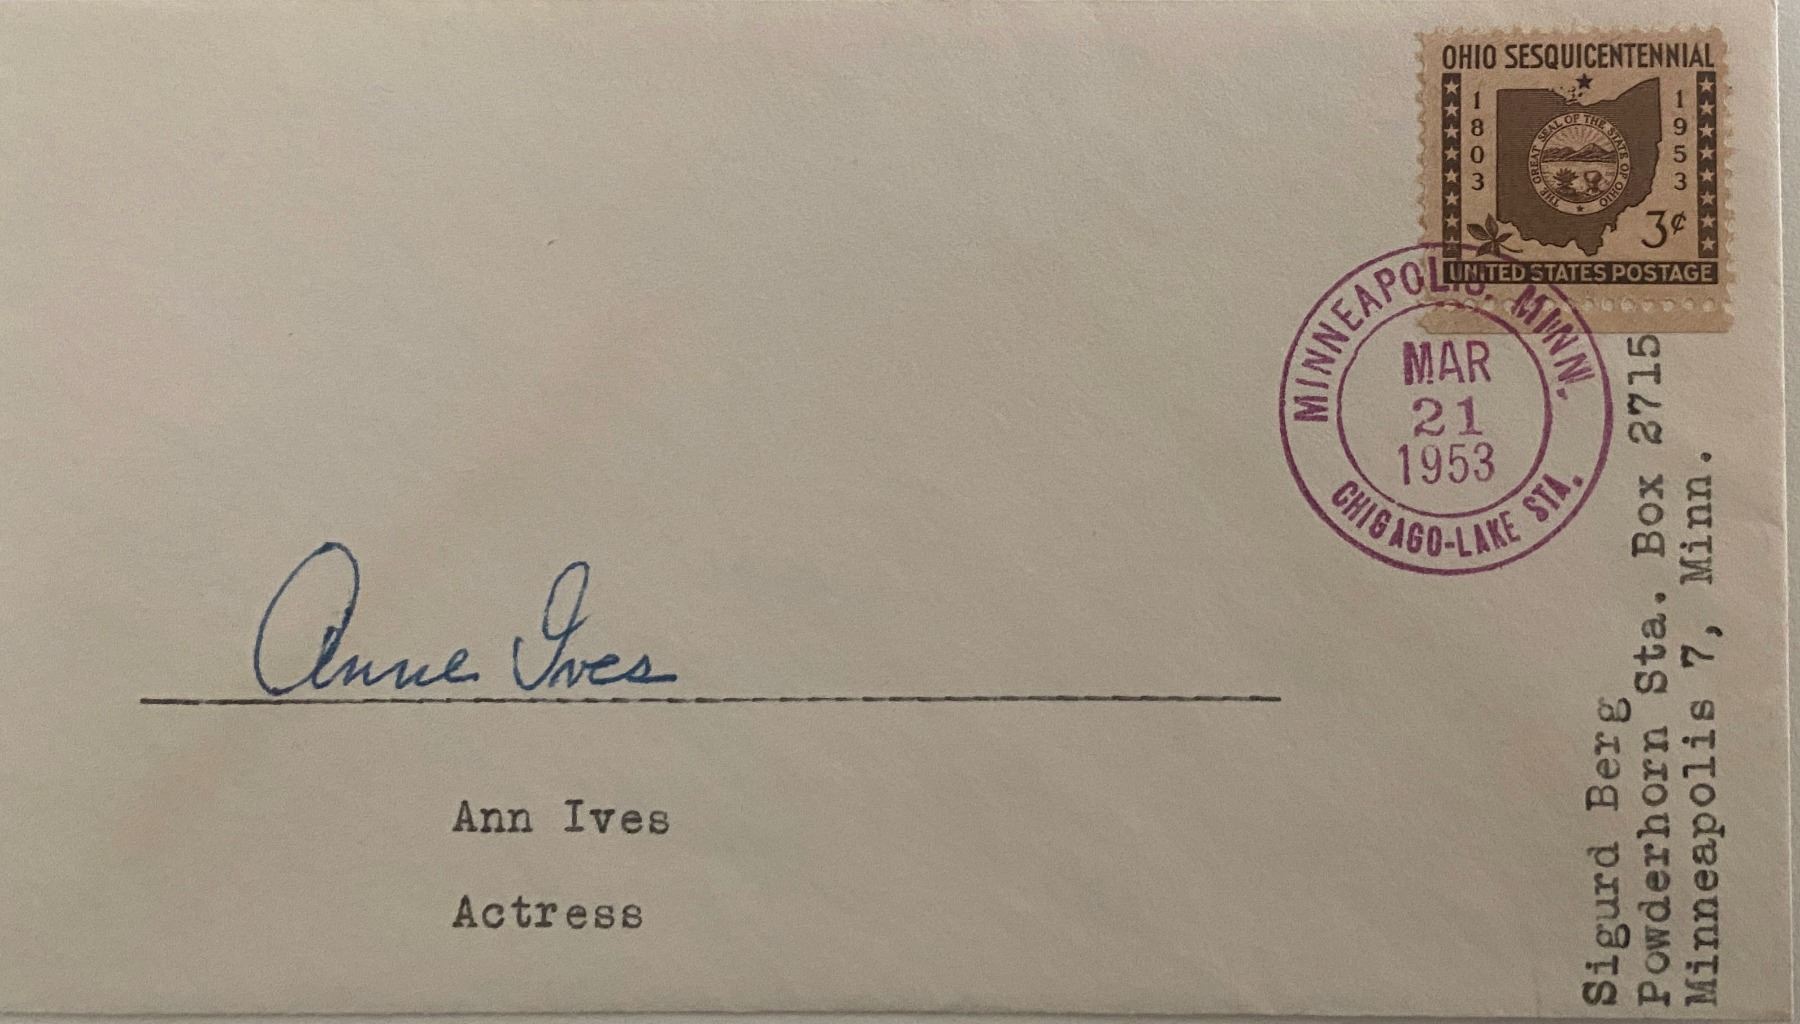 OHIO SESQUICENTENNIAL
1803
1953
THE GREAT SEAL OF THE STATE OF OHIO
3¢
UNITED STATES POSTAGE
MINNEAPOLIS, MINN.
MAR
21
1953
CHIGAGO-LAKE STA.
Anne Ives
Ann Ives
Actress
Sigurd Berg
Powderhorn Sta. Box 2715
Minneapolis 7, Minn.